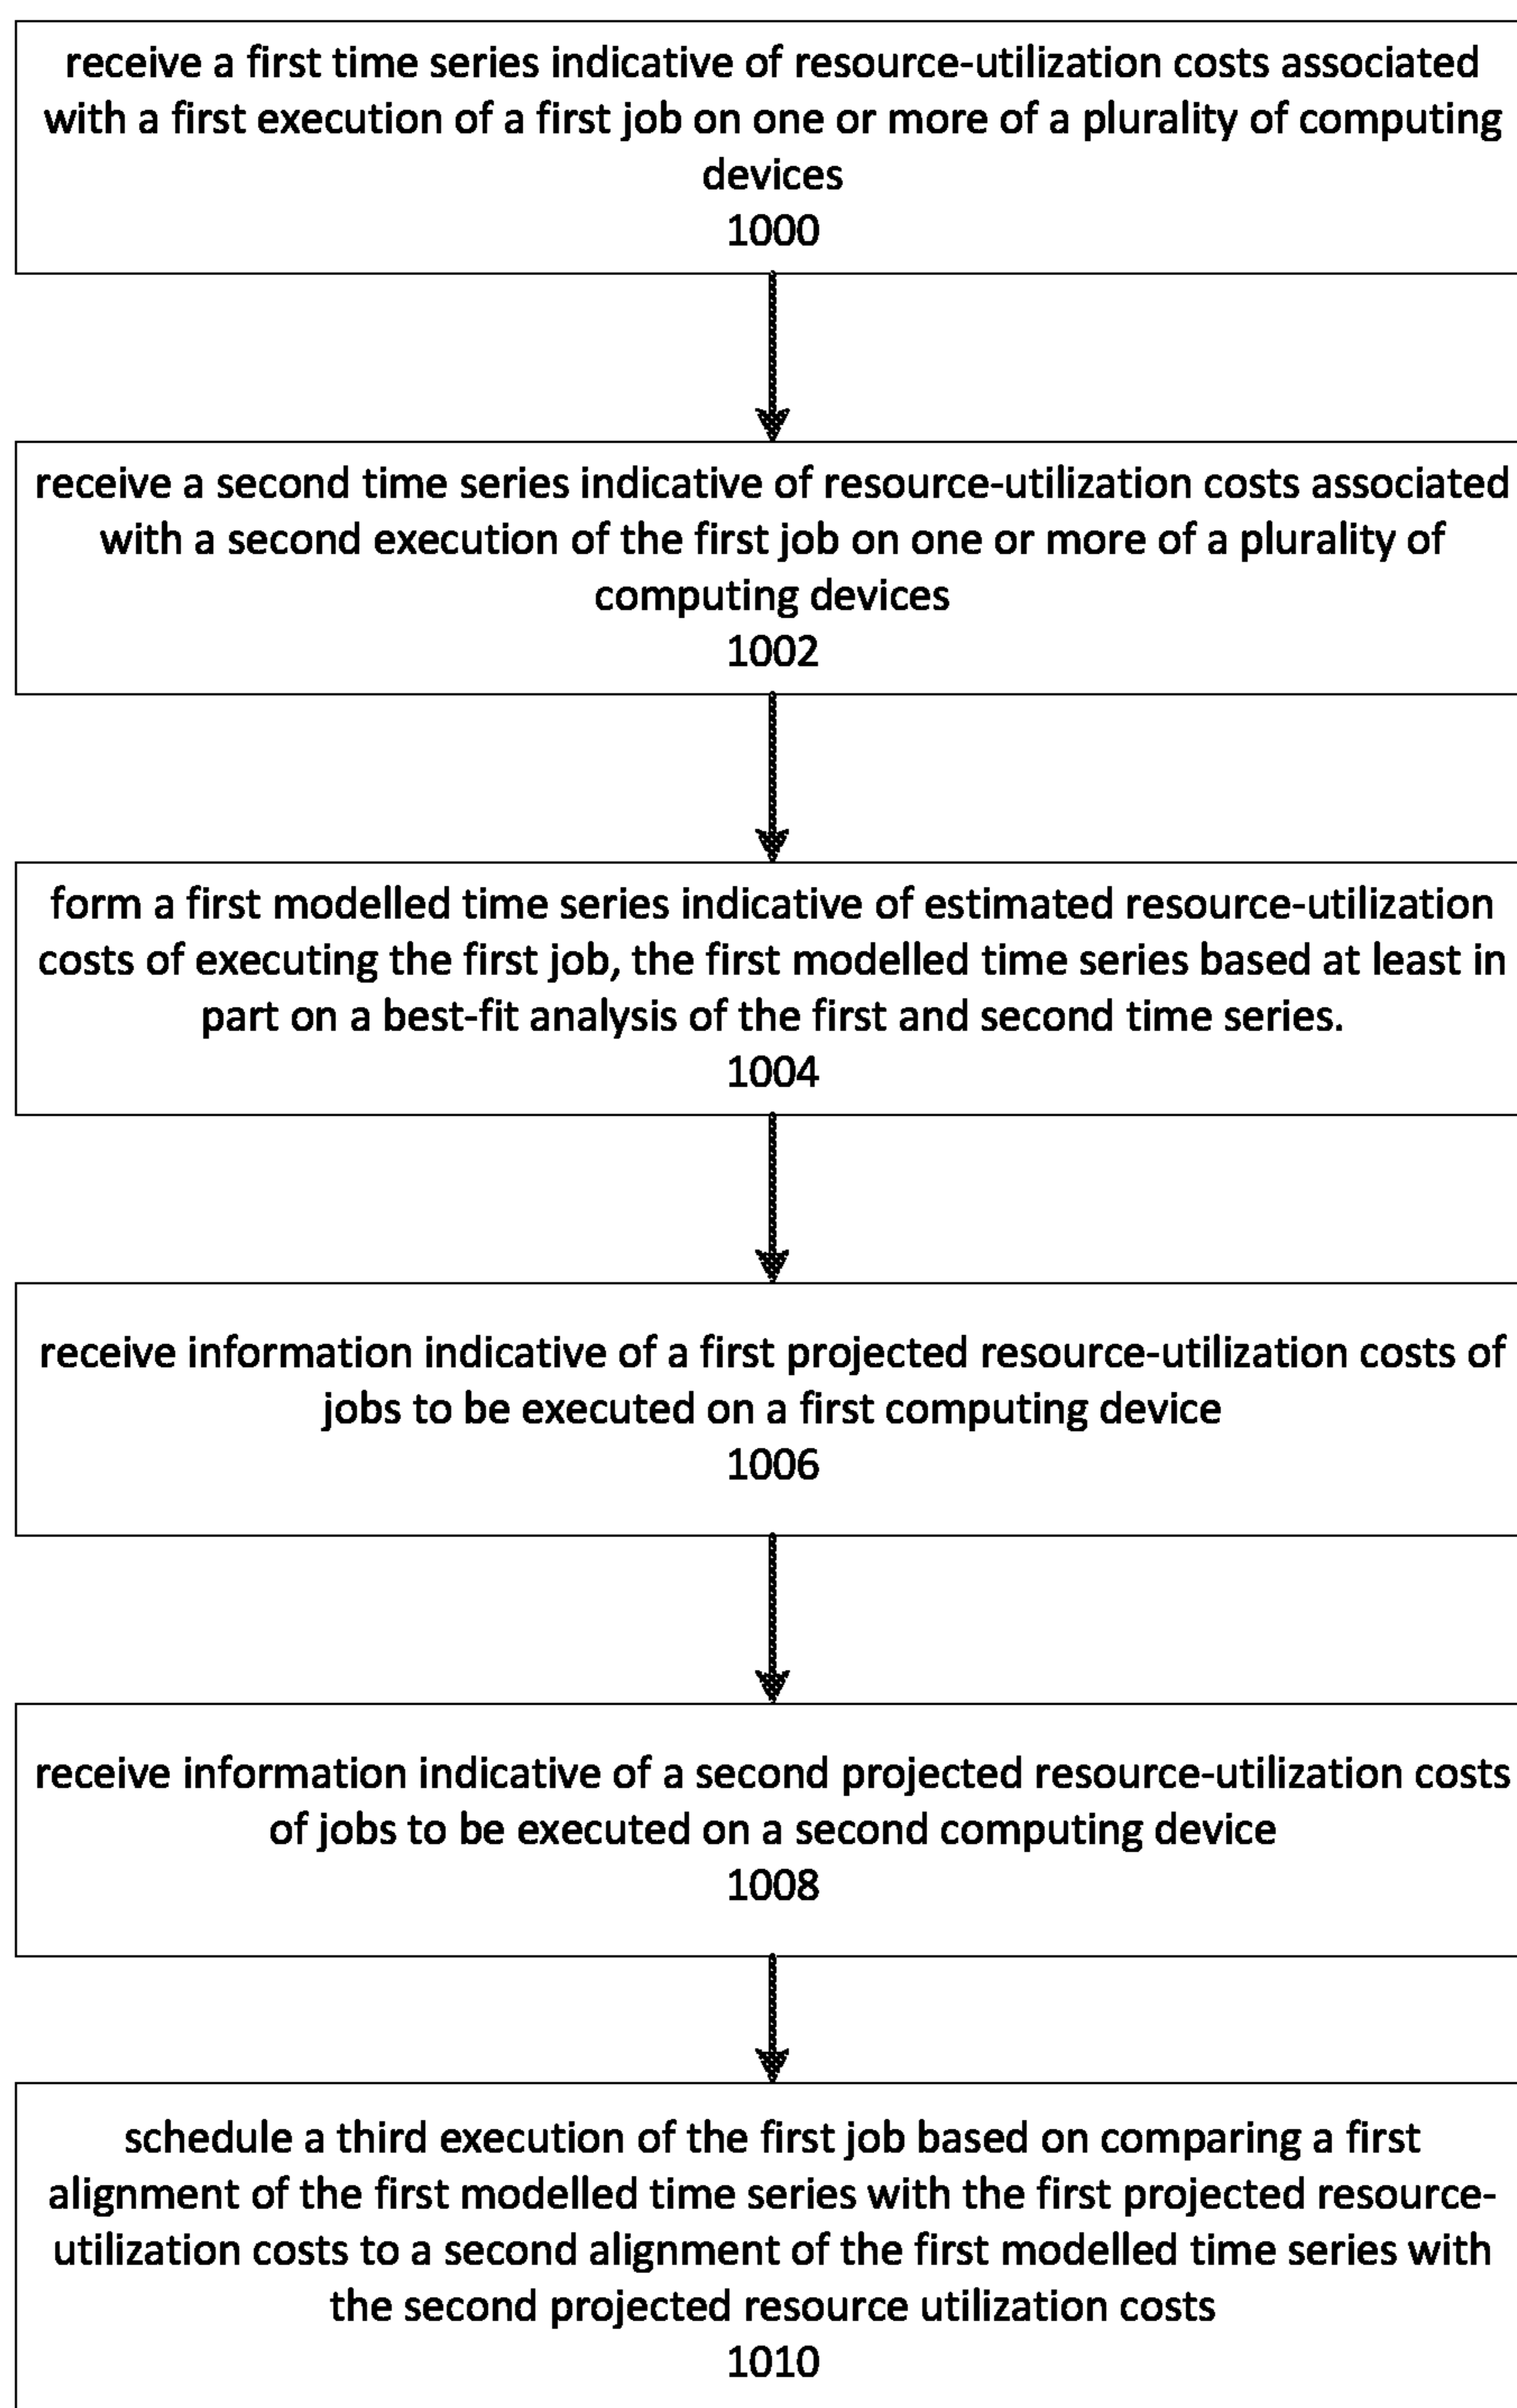 receive a first time series indicative of resource-utilization costs associated
with a first execution of a first job on one or more of a plurality of computing
devices
1000
receive a second time series indicative of resource-utilization costs associated
with a second execution of the first job on one or more of a plurality of
computing devices
1002
form a first modelled time series indicative of estimated resource-utilization
costs of executing the first job, the first modelled time series based at least in
part on a best-fit analysis of the first and second time series.
1004
receive information indicative of a first projected resource-utilization costs of
jobs to be executed on a first computing device
1006
receive information indicative of a second projected resource-utilization costs
of jobs to be executed on a second computing device
1008
schedule a third execution of the first job based on comparing a first
alignment of the first modelled time series with the first projected resource-
utilization costs to a second alignment of the first modelled time series with
the second projected resource utilization costs
1010